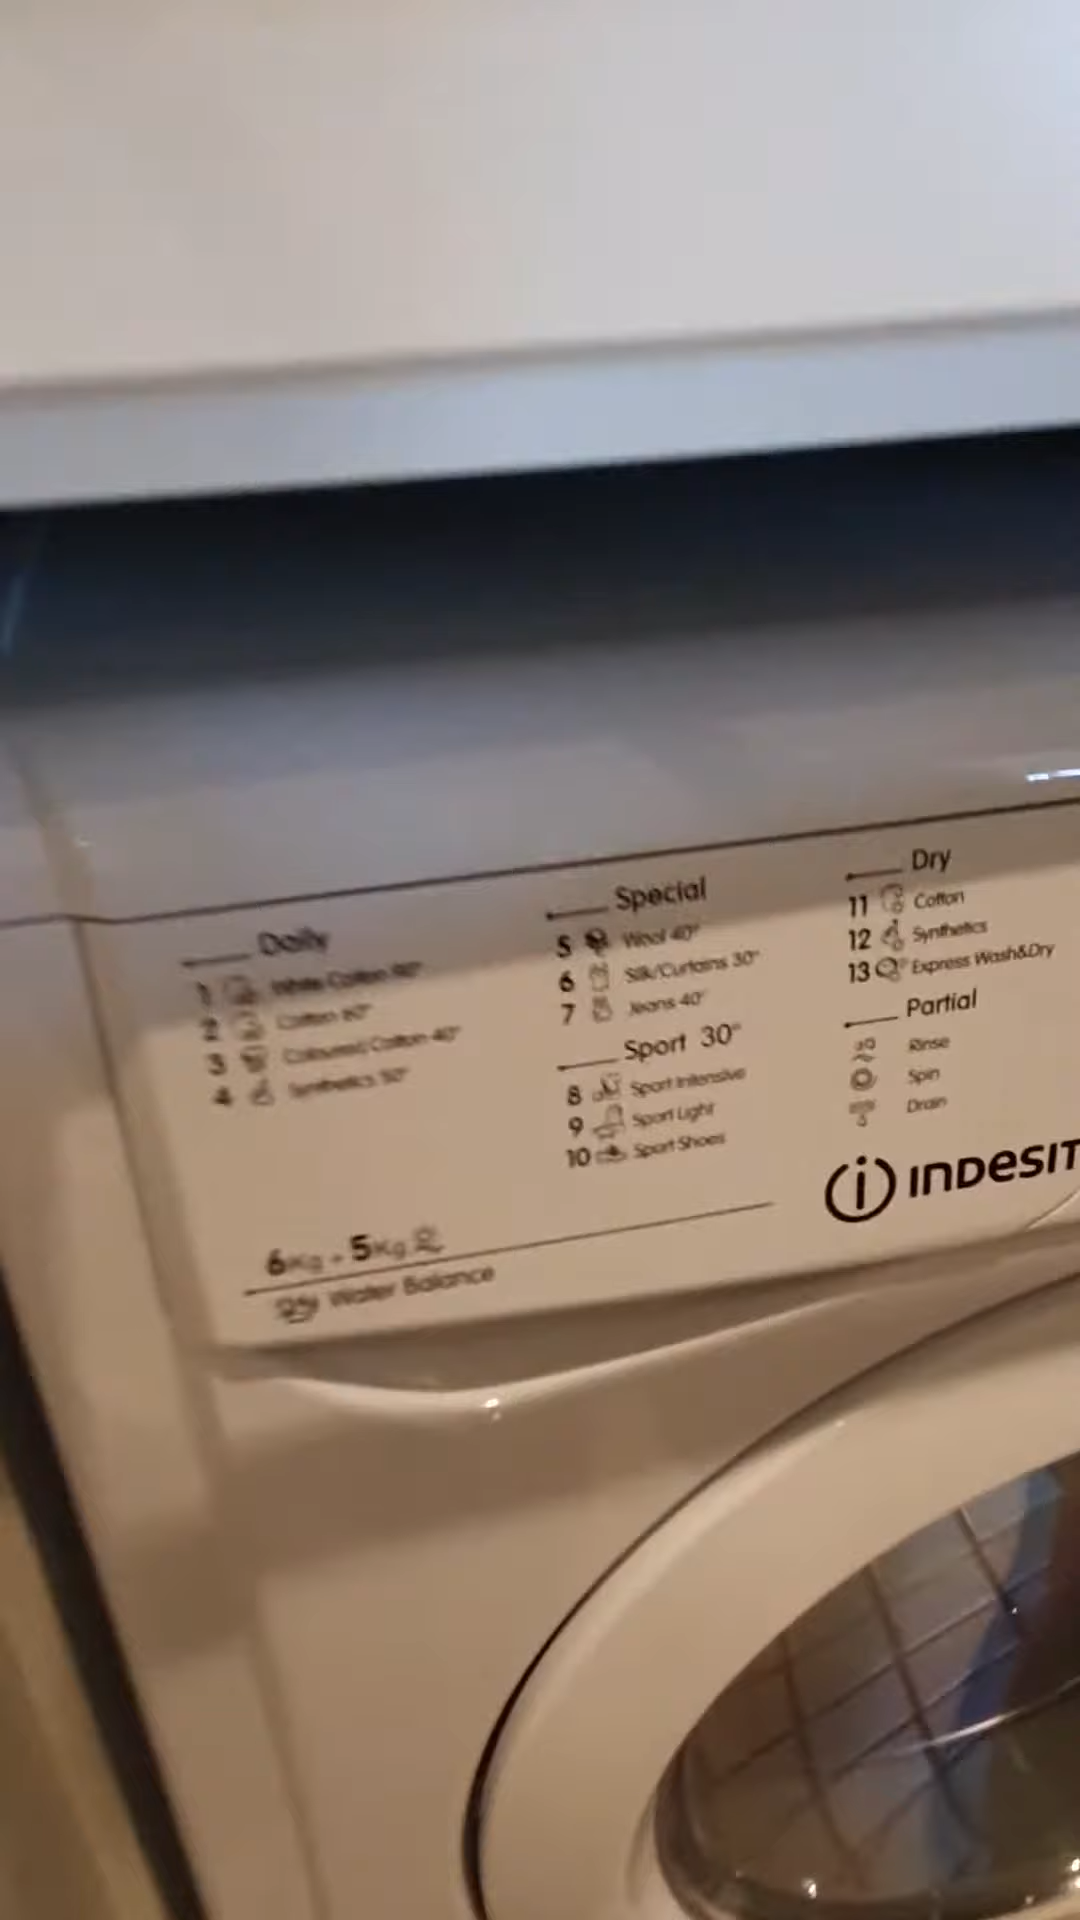 Daily
1 White Cotton 90°
2 Cotton 60°
3 Coloured Cotton 40°
4 Synthetics 50°
Special
5 Wool 40°
6 Silk/Curtains 30°
7 Jeans 40°
Sport 30°
8 Sport Intensive
9 Sport Light
10 Sport Shoes
Dry
11 Cotton
12 Synthetics
13 Express Wash&Dry
Partial
Rinse
Spin
Drain
6Kg - 5Kg
Water Balance
INDESIT